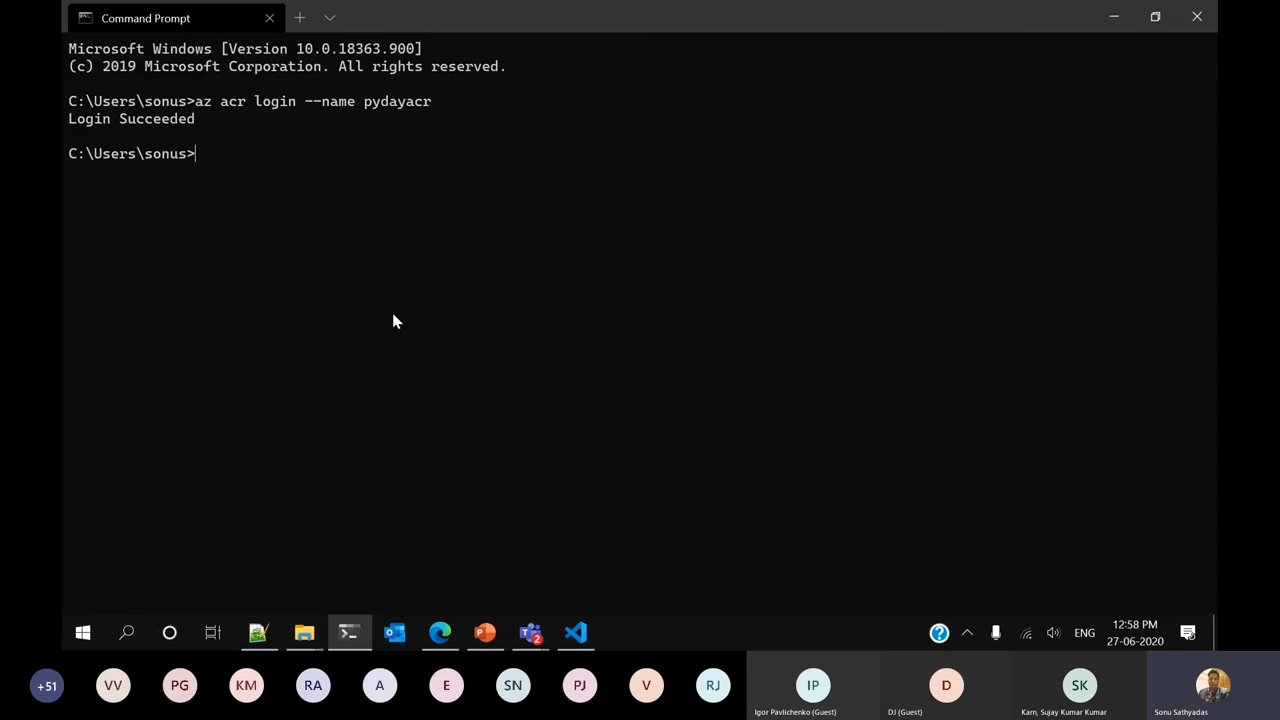 Command Prompt
Microsoft Windows [Version 10.0.18363.900]
(c) 2019 Microsoft Corporation. All rights reserved.
C:\Users\sonus>az acr login --name pydayacr
Login Succeeded
C:\Users\sonus>
2
ENG
12:58 PM
27-06-2020
+51
VV
PG
KM
RA
A
E
SN
PJ
V
RJ
IP
D
SK
Igor Pavlichenko (Guest)
DJ (Guest)
Karn, Sujay Kumar Kumar
Sonu Sathyadas